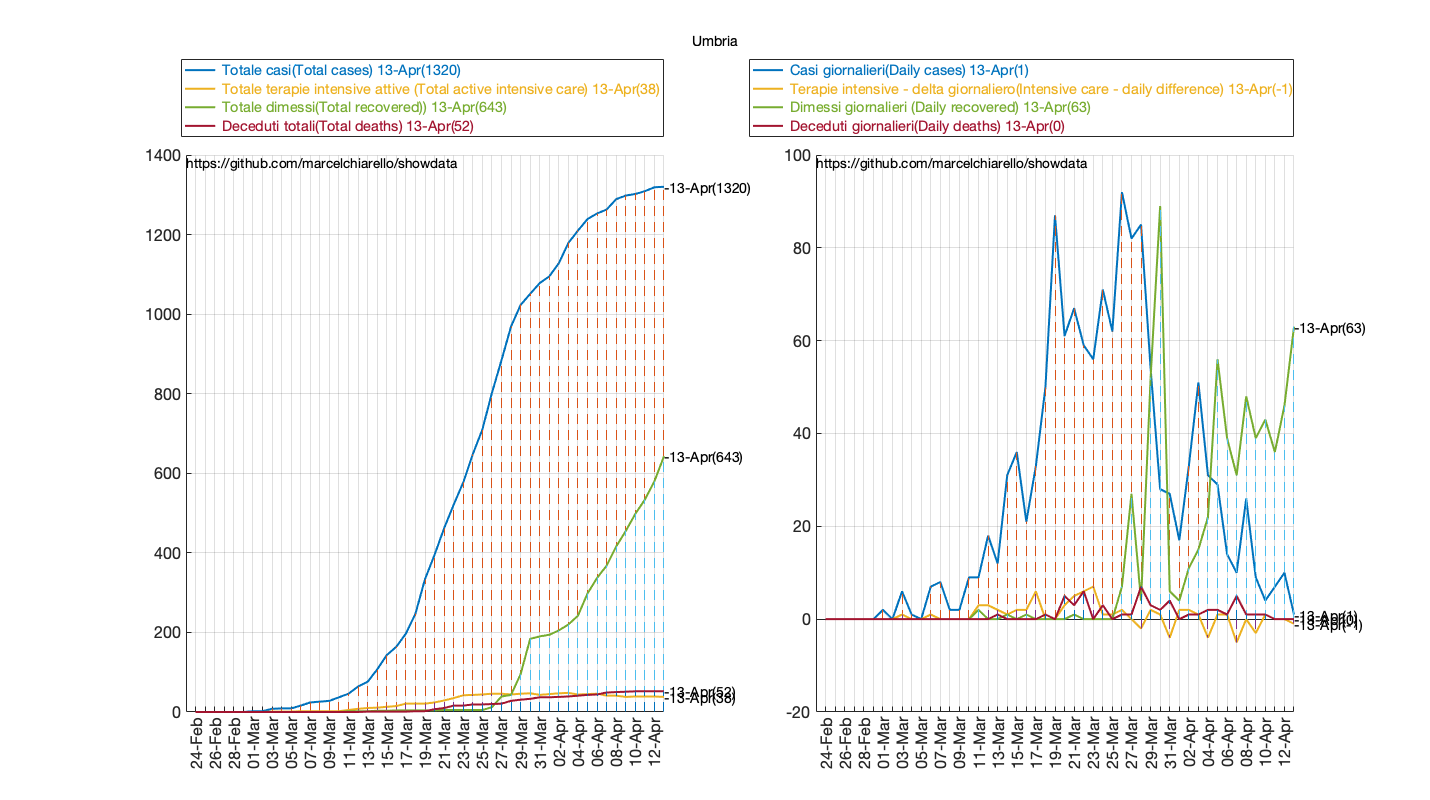 Umbria
Totale casi(Total cases) 13-Apr(1320)
Totale terapie intensive attive (Total active intensive care) 13-Apr(38)
Totale dimessi(Total recovered)) 13-Apr(643)
Deceduti totali(Total deaths) 13-Apr(52)
https://github.com/marcelchiarello/showdata
1400
1200
1000
800
600
400
200
0
-13-Apr(1320)
-13-Apr(643)
-13-Apr(52)
-13-Apr(38)
24-Feb
26-Feb
28-Feb
01-Mar
03-Mar
05-Mar
07-Mar
09-Mar
11-Mar
13-Mar
15-Mar
17-Mar
19-Mar
21-Mar
23-Mar
25-Mar
27-Mar
29-Mar
31-Mar
02-Apr
04-Apr
06-Apr
08-Apr
10-Apr
12-Apr
Casi giornalieri(Daily cases) 13-Apr(1)
Terapie intensive - delta giornaliero(Intensive care - daily difference) 13-Apr(-1)
Dimessi giornalieri (Daily recovered) 13-Apr(63)
Deceduti giornalieri(Daily deaths) 13-Apr(0)
https://github.com/marcelchiarello/showdata
100
80
60
40
20
0
-20
-13-Apr(63)
-13-Apr(1)
-13-Apr(0)
-13-Apr(-1)
24-Feb
26-Feb
28-Feb
01-Mar
03-Mar
05-Mar
07-Mar
09-Mar
11-Mar
13-Mar
15-Mar
17-Mar
19-Mar
21-Mar
23-Mar
25-Mar
27-Mar
29-Mar
31-Mar
02-Apr
04-Apr
06-Apr
08-Apr
10-Apr
12-Apr